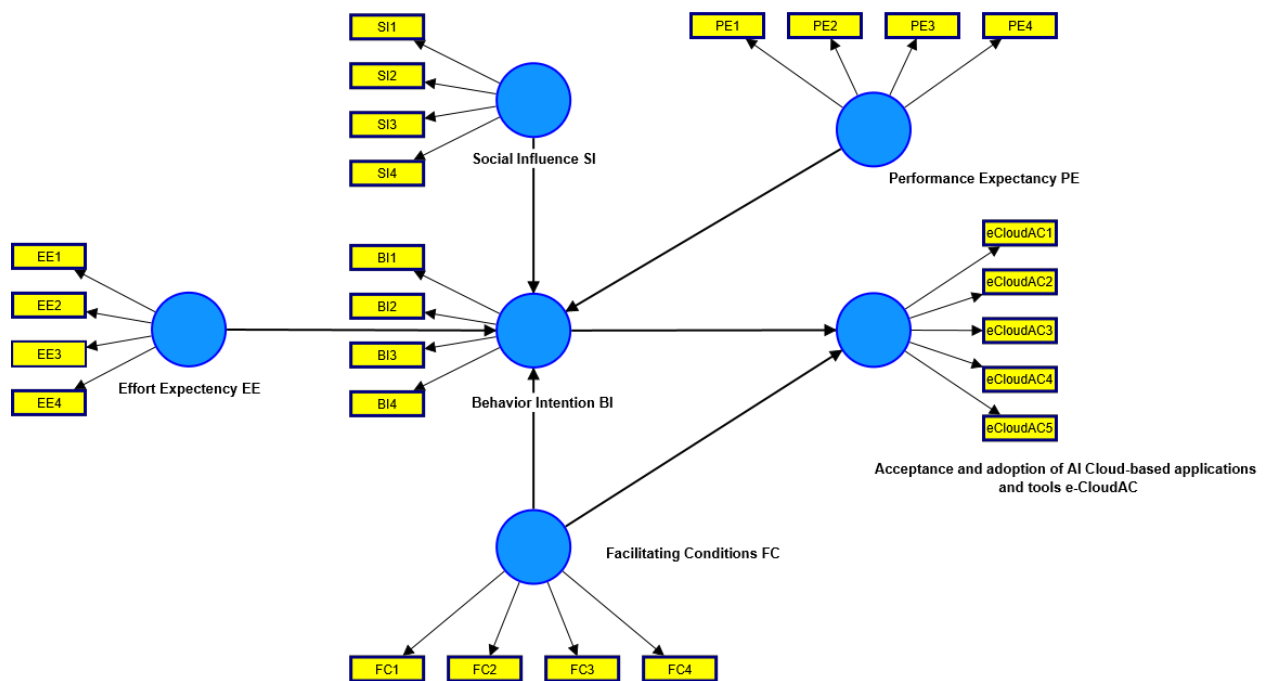 SI1
SI2
SI3
SI4
Social Influence SI
PE1
PE2
PE3
PE4
Performance Expectancy PE
EE1
EE2
EE3
EE4
Effort Expectency EE
BI1
BI2
BI3
BI4
Behavior Intention BI
eCloudAC1
eCloudAC2
eCloudAC3
eCloudAC4
eCloudAC5
Acceptance and adoption of AI Cloud-based applications
and tools e-CloudAC
Facilitating Conditions FC
FC1
FC2
FC3
FC4